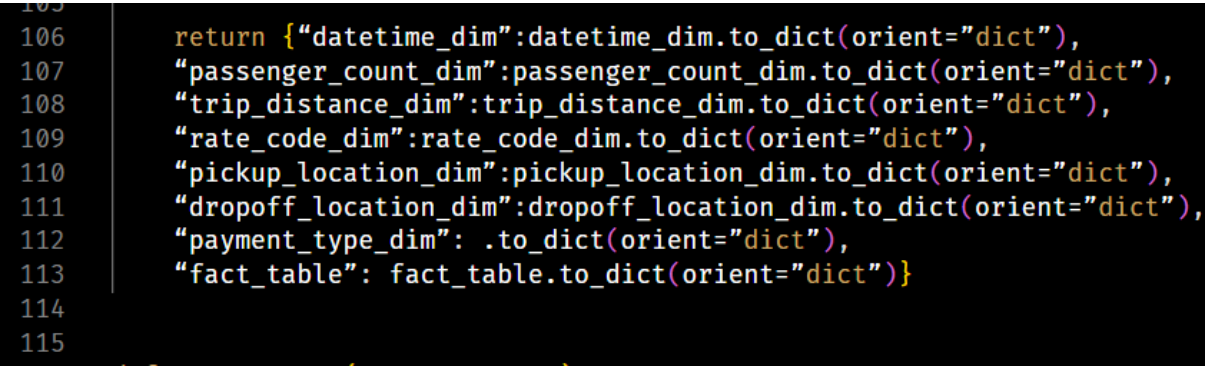 105
106 return {“datetime_dim”:datetime_dim.to_dict(orient=”dict”),
107 “passenger_count_dim”:passenger_count_dim.to_dict(orient=”dict”),
108 “trip_distance_dim”:trip_distance_dim.to_dict(orient=”dict”),
109 “rate_code_dim”:rate_code_dim.to_dict(orient=”dict”),
110 “pickup_location_dim”:pickup_location_dim.to_dict(orient=”dict”),
111 “dropoff_location_dim”:dropoff_location_dim.to_dict(orient=”dict”),
112 “payment_type_dim”: .to_dict(orient=”dict”),
113 “fact_table”: fact_table.to_dict(orient=”dict”)}
114
115